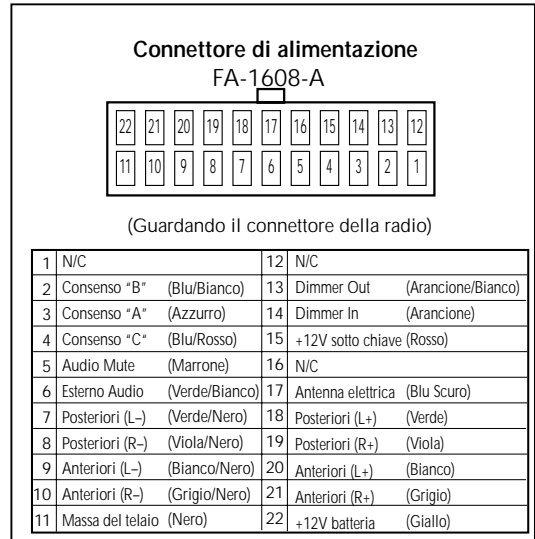 Connettore di alimentazione
FA-1608-A
22 21 20 19 18 17 16 15 14 13 12
11 10 9 8 7 6 5 4 3 2 1
(Guardando il connettore della radio)
1 N/C 12 N/C
2 Consenso "B" (Blu/Bianco) 13 Dimmer Out (Arancione/Bianco)
3 Consenso "A" (Azzurro) 14 Dimmer In (Arancione)
4 Consenso "C" (Blu/Rosso) 15 +12V sotto chiave (Rosso)
5 Audio Mute (Marrone) 16 N/C
6 Esterno Audio (Verde/Bianco) 17 Antenna elettrica (Blu Scuro)
7 Posteriori (L–) (Verde/Nero) 18 Posteriori (L+) (Verde)
8 Posteriori (R–) (Viola/Nero) 19 Posteriori (R+) (Viola)
9 Anteriori (L–) (Bianco/Nero) 20 Anteriori (L+) (Bianco)
10 Anteriori (R–) (Grigio/Nero) 21 Anteriori (R+) (Grigio)
11 Massa del telaio (Nero) 22 +12V batteria (Giallo)